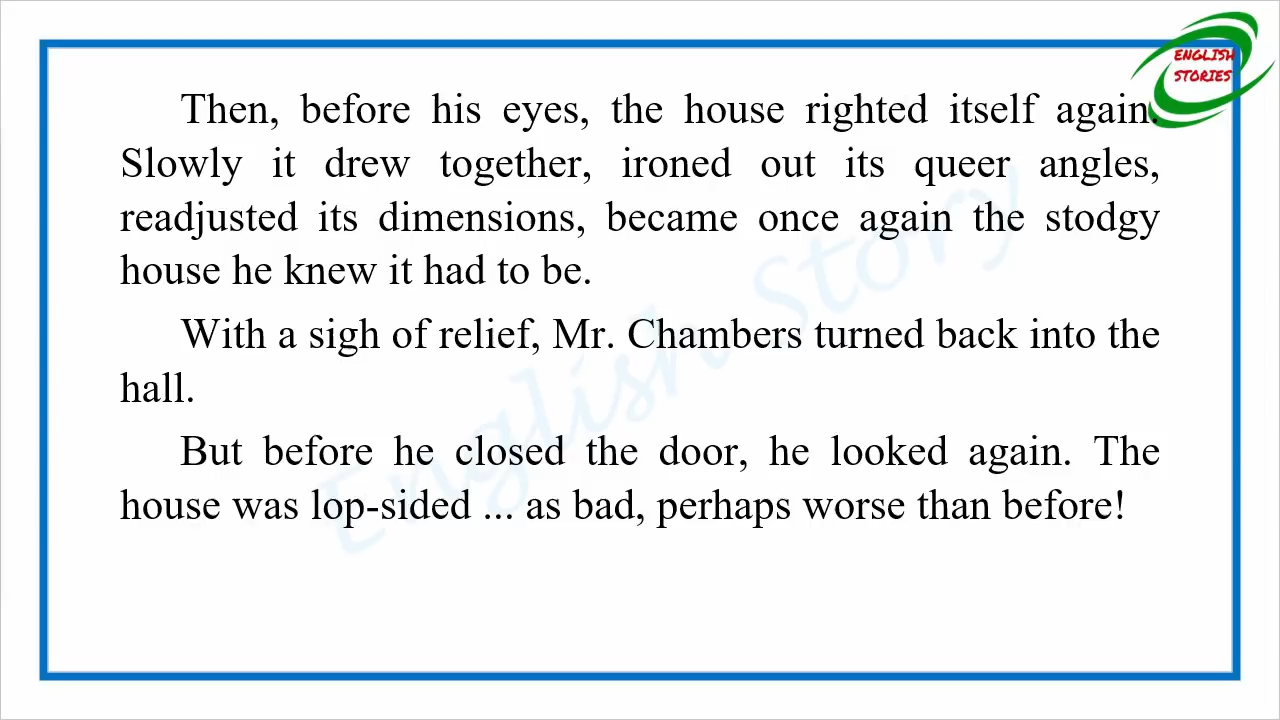 ENGLISH
STORIES
Then, before his eyes, the house righted itself again.
Slowly it drew together, ironed out its queer angles,
readjusted its dimensions, became once again the stodgy
house he knew it had to be.
With a sigh of relief, Mr. Chambers turned back into the
hall.
But before he closed the door, he looked again. The
house was lop-sided ... as bad, perhaps worse than before!
English Story